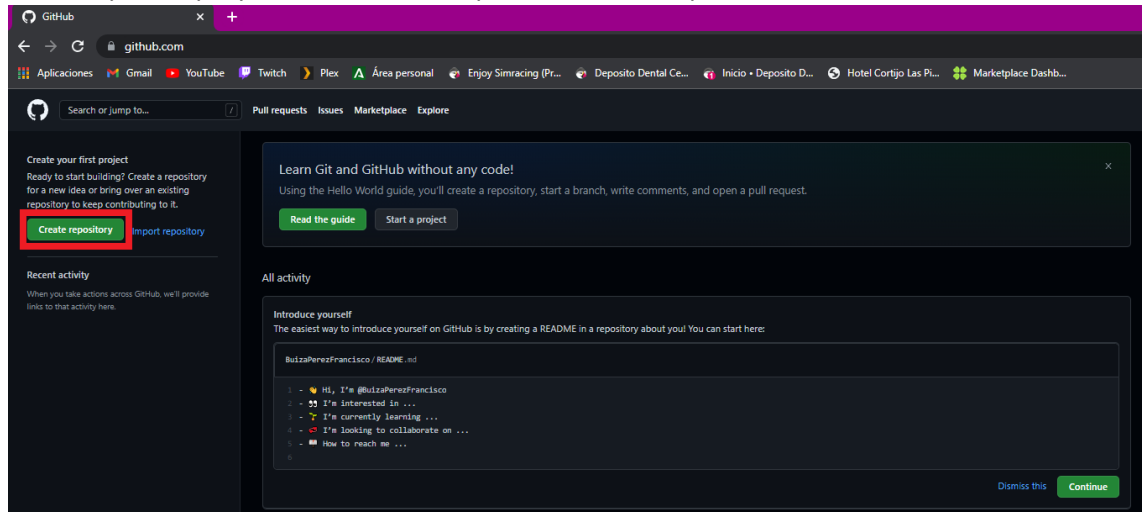 GitHub
github.com
Aplicaciones Gmail YouTube Twitch Plex Área personal Enjoy Simracing (Pr... Deposito Dental Ce... Inicio • Deposito D... Hotel Cortijo Las Pi... Marketplace Dashb...
Search or jump to... / Pull requests Issues Marketplace Explore
Create your first project
Ready to start building? Create a repository
for a new idea or bring over an existing
repository to keep contributing to it.
Create repository Import repository
Recent activity
When you take actions across GitHub, we'll provide
links to that activity here.
Learn Git and GitHub without any code!
Using the Hello World guide, you'll create a repository, start a branch, write comments, and open a pull request.
Read the guide Start a project
All activity
Introduce yourself
The easiest way to introduce yourself on GitHub is by creating a README in a repository about you! You can start here:
BuizaPerezFrancisco/README.md
1 - 👋 Hi, I'm @BuizaPerezFrancisco
2 - 👀 I'm interested in ...
3 - 🌱 I'm currently learning ...
4 - 💞️ I'm looking to collaborate on ...
5 - 📫 How to reach me ...
6
Dismiss this Continue